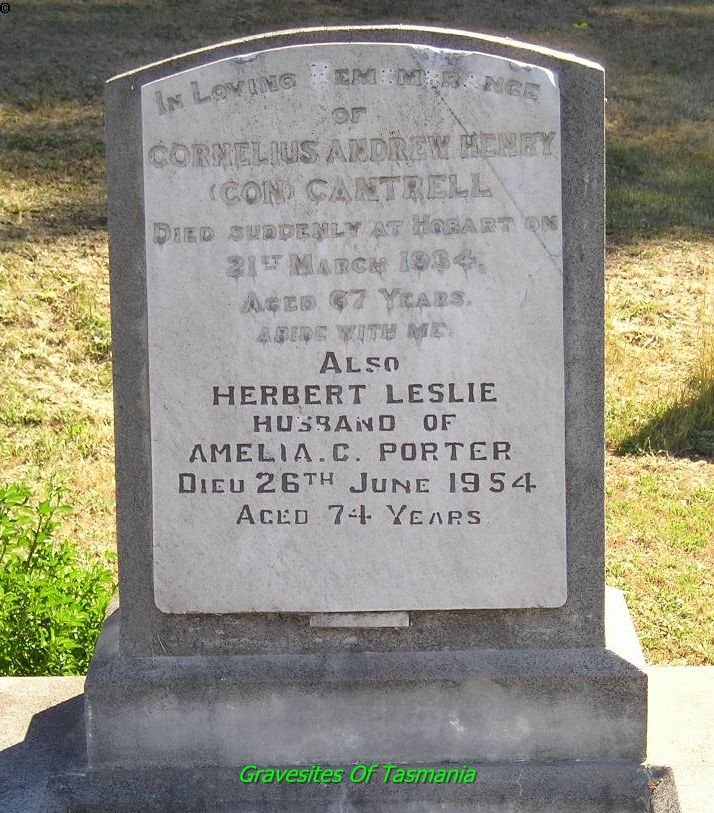 ©
In Loving Remembrance
OF
CORNELIUS ANDREW HENRY
(CON) CANTRELL
DIED SUDDENLY AT HOBART ON
21ST MARCH 1934.
AGED 67 YEARS.
ABIDE WITH ME.
ALSO
HERBERT LESLIE
HUSBAND OF
AMELIA.C. PORTER
DIED 26TH JUNE 1954
AGED 74 YEARS
Gravesites Of Tasmania